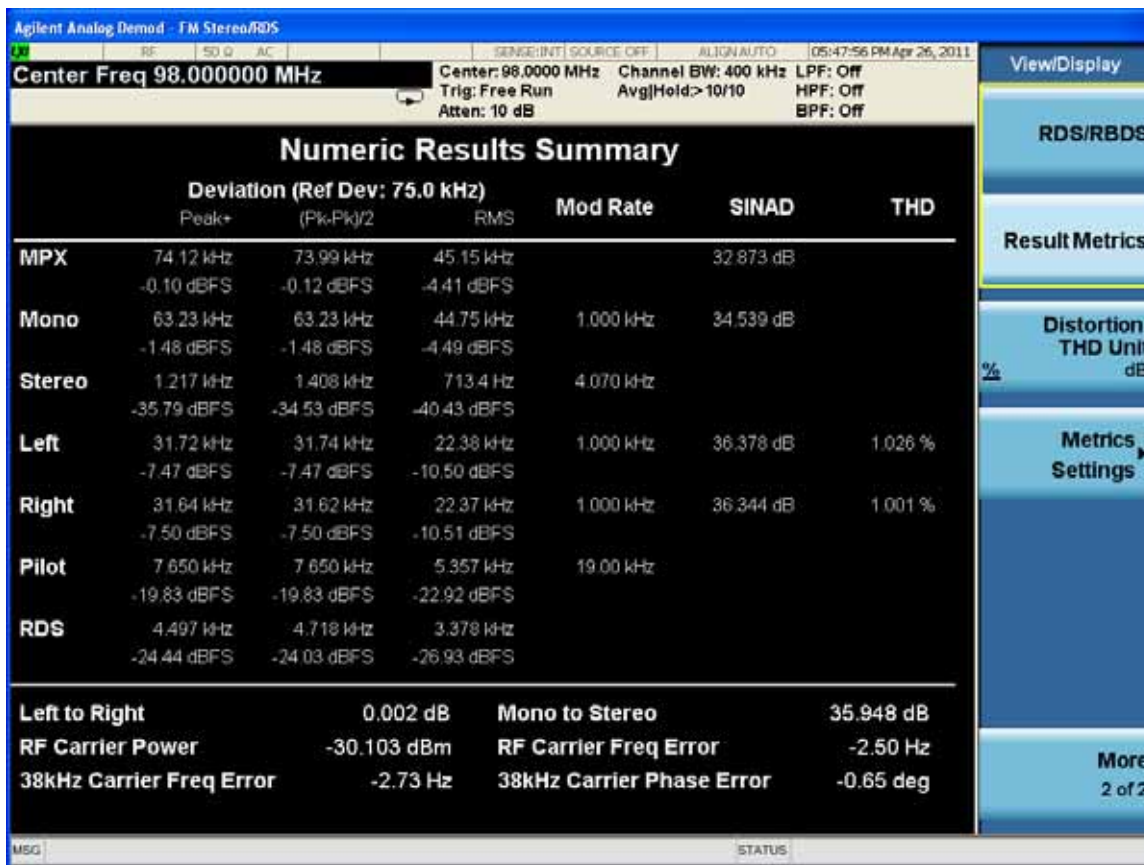 Agilent Analog Demod - FM Stereo/RDS
LXI RF 50 Ω AC SENSE:INT SOURCE OFF ALIGN AUTO 05:47:56 PM Apr 26, 2011
Center Freq 98.000000 MHz
Center: 98.0000 MHz Channel BW: 400 kHz LPF: Off
Trig: Free Run Avg|Hold:> 10/10 HPF: Off
Atten: 10 dB BPF: Off
Numeric Results Summary
Deviation (Ref Dev: 75.0 kHz)
Peak+ (Pk-Pk)/2 RMS Mod Rate SINAD THD
MPX 74.12 kHz 73.99 kHz 45.15 kHz 32.873 dB
-0.10 dBFS -0.12 dBFS -4.41 dBFS
Mono 63.23 kHz 63.23 kHz 44.75 kHz 1.000 kHz 34.539 dB
-1.48 dBFS -1.48 dBFS -4.49 dBFS
Stereo 1.217 kHz 1.408 kHz 713.4 Hz 4.070 kHz
-35.79 dBFS -34.53 dBFS -40.43 dBFS
Left 31.72 kHz 31.74 kHz 22.38 kHz 1.000 kHz 36.378 dB 1.026 %
-7.47 dBFS -7.47 dBFS -10.50 dBFS
Right 31.64 kHz 31.62 kHz 22.37 kHz 1.000 kHz 36.344 dB 1.001 %
-7.50 dBFS -7.50 dBFS -10.51 dBFS
Pilot 7.650 kHz 7.650 kHz 5.357 kHz 19.00 kHz
-19.83 dBFS -19.83 dBFS -22.92 dBFS
RDS 4.497 kHz 4.718 kHz 3.378 kHz
-24.44 dBFS -24.03 dBFS -26.93 dBFS
Left to Right 0.002 dB Mono to Stereo 35.948 dB
RF Carrier Power -30.103 dBm RF Carrier Freq Error -2.50 Hz
38kHz Carrier Freq Error -2.73 Hz 38kHz Carrier Phase Error -0.65 deg
MSG STATUS
View/Display
RDS/RBDS
Result Metrics
Distortion
THD Unit
% dB
Metrics
Settings
More
2 of 2